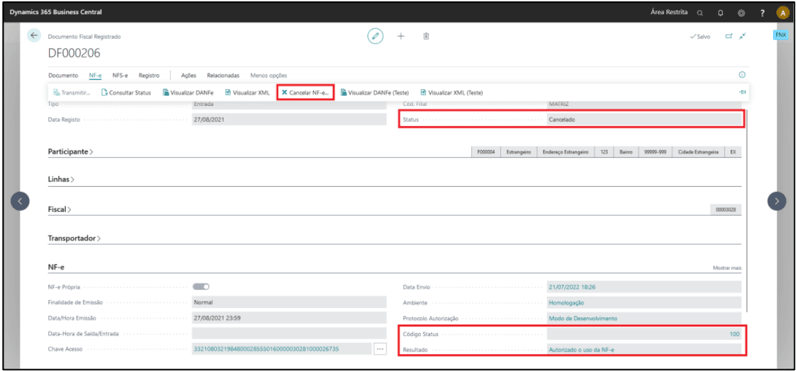 Dynamics 365 Business Central
Área Restrita
?
A
Documento Fiscal Registrado
Salvo
DF000206
Documento NF-e NFS-e Registro Ações Relacionadas Menos opções
Transmitir... Consultar Status Visualizar DANFe Visualizar XML Cancelar NF-e... Visualizar DANFe (Teste) Visualizar XML (Teste)
Tipo Entrada Cód. Filial MATRIZ
Data Registo 27/08/2021 Status Cancelado
Participante F000004 Estrangeiro Endereço Estrangeiro 123 Bairro 99999-999 Cidade Estrangeira EX
Linhas
Fiscal
Transportador
NF-e Mostrar mais
NF-e Própria Data Envio 21/07/2022 18:26
Finalidade de Emissão Normal Ambiente Homologação
Data/Hora Emissão 27/08/2021 23:59 Protocolo Autorização Modo de Desenvolvimento
Data-Hora de Saída/Entrada Código Status 100
Chave Acesso Resultado Autorizado o uso da NF-e